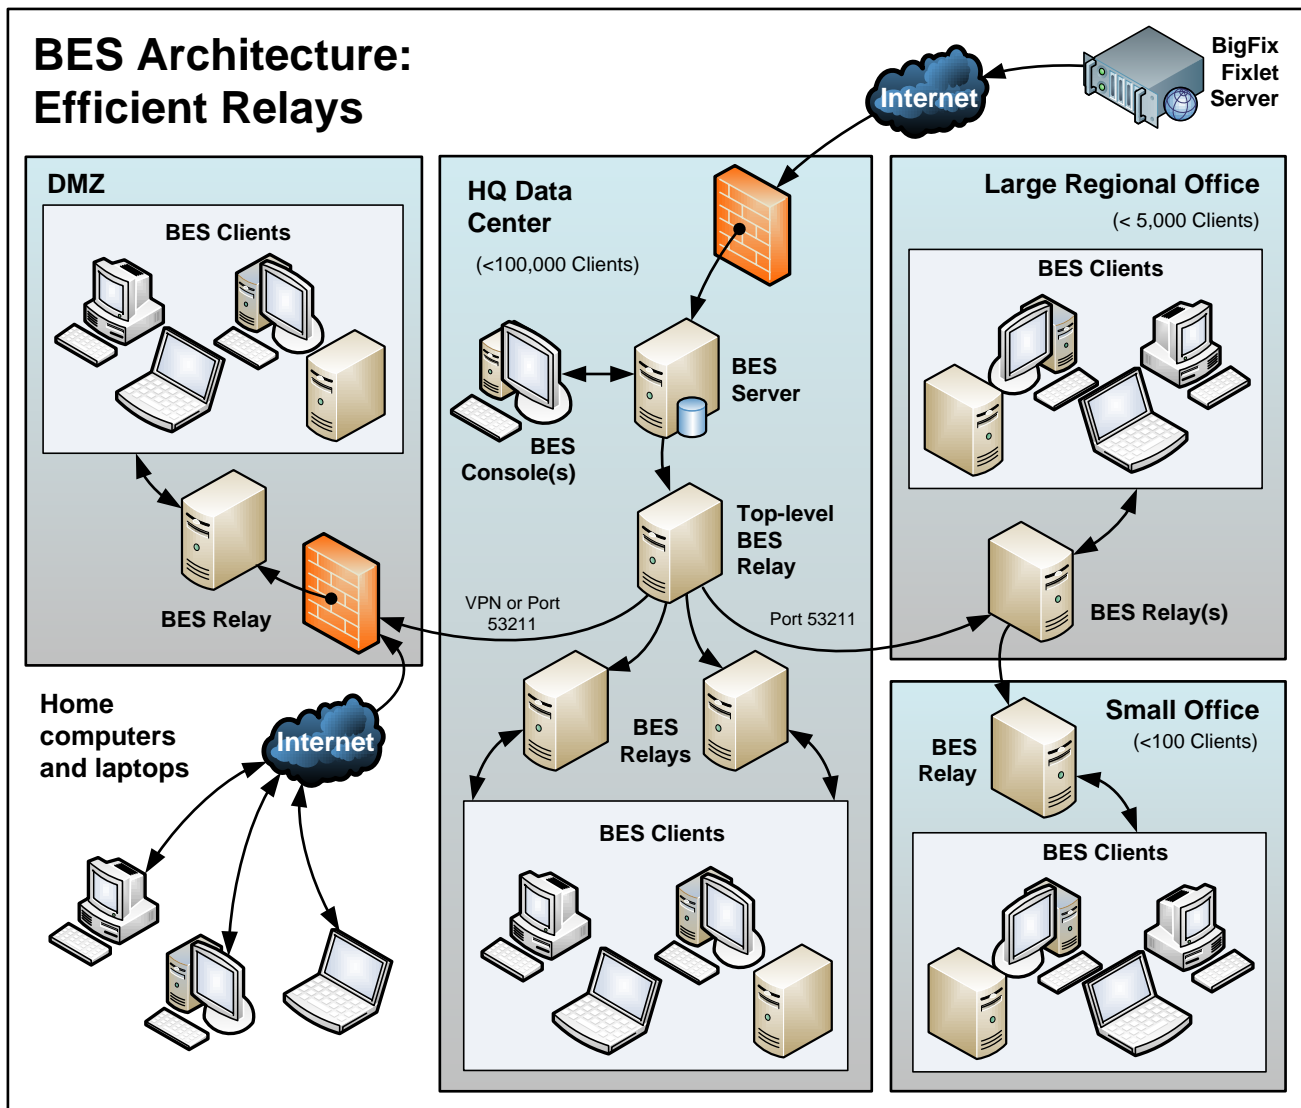 BES Architecture:
Efficient Relays
BigFix
Fixlet
Server
Internet
DMZ
BES Clients
BES Relay
HQ Data
Center
(<100,000 Clients)
BES
Server
BES
Console(s)
Top-level
BES
Relay
VPN or Port
53211
Port 53211
BES
Relays
BES Clients
Large Regional Office
(< 5,000 Clients)
BES Clients
BES Relay(s)
Small Office
(<100 Clients)
BES
Relay
BES Clients
Home
computers
and laptops
Internet